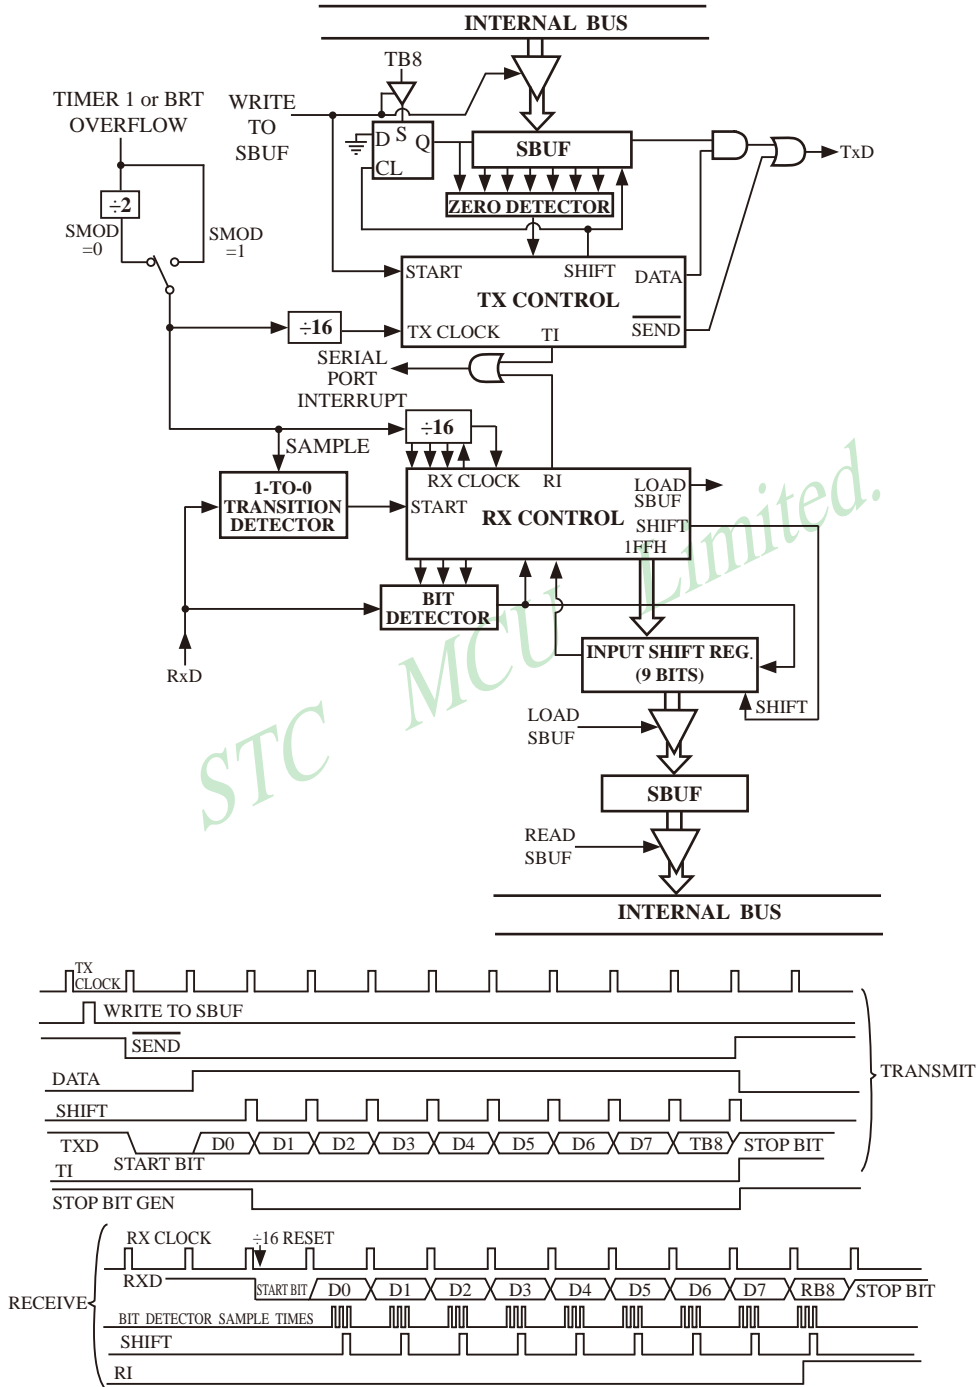 INTERNAL BUS
TB8
TIMER 1 or BRT
OVERFLOW
WRITE
TO
SBUF
D S Q
CL
SBUF
TxD
÷2
ZERO DETECTOR
SMOD
=0
SMOD
=1
START
SHIFT
DATA
TX CONTROL
÷16
TX CLOCK
TI
SEND
SERIAL
PORT
INTERRUPT
÷16
SAMPLE
1-TO-0
TRANSITION
DETECTOR
RX CLOCK
RI
LOAD
SBUF
START
RX CONTROL
SHIFT
1FFH
BIT
DETECTOR
RxD
INPUT SHIFT REG.
(9 BITS)
SHIFT
LOAD
SBUF
SBUF
READ
SBUF
INTERNAL BUS
STC MCU Limited.
TX
CLOCK
WRITE TO SBUF
SEND
DATA
TRANSMIT
SHIFT
TXD
START BIT
D0 D1 D2 D3 D4 D5 D6 D7 TB8 STOP BIT
TI
STOP BIT GEN
RX CLOCK
÷16 RESET
RXD
START BIT D0 D1 D2 D3 D4 D5 D6 D7 RB8 STOP BIT
RECEIVE
BIT DETECTOR SAMPLE TIMES
SHIFT
RI